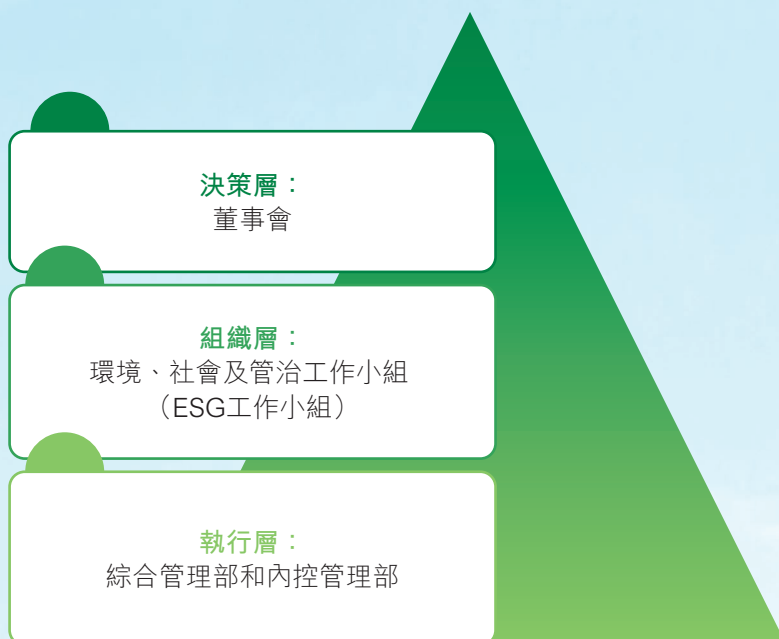 決策層：
董事會
組織層：
環境、社會及管治工作小組
（ESG工作小組）
執行層：
綜合管理部和內控管理部